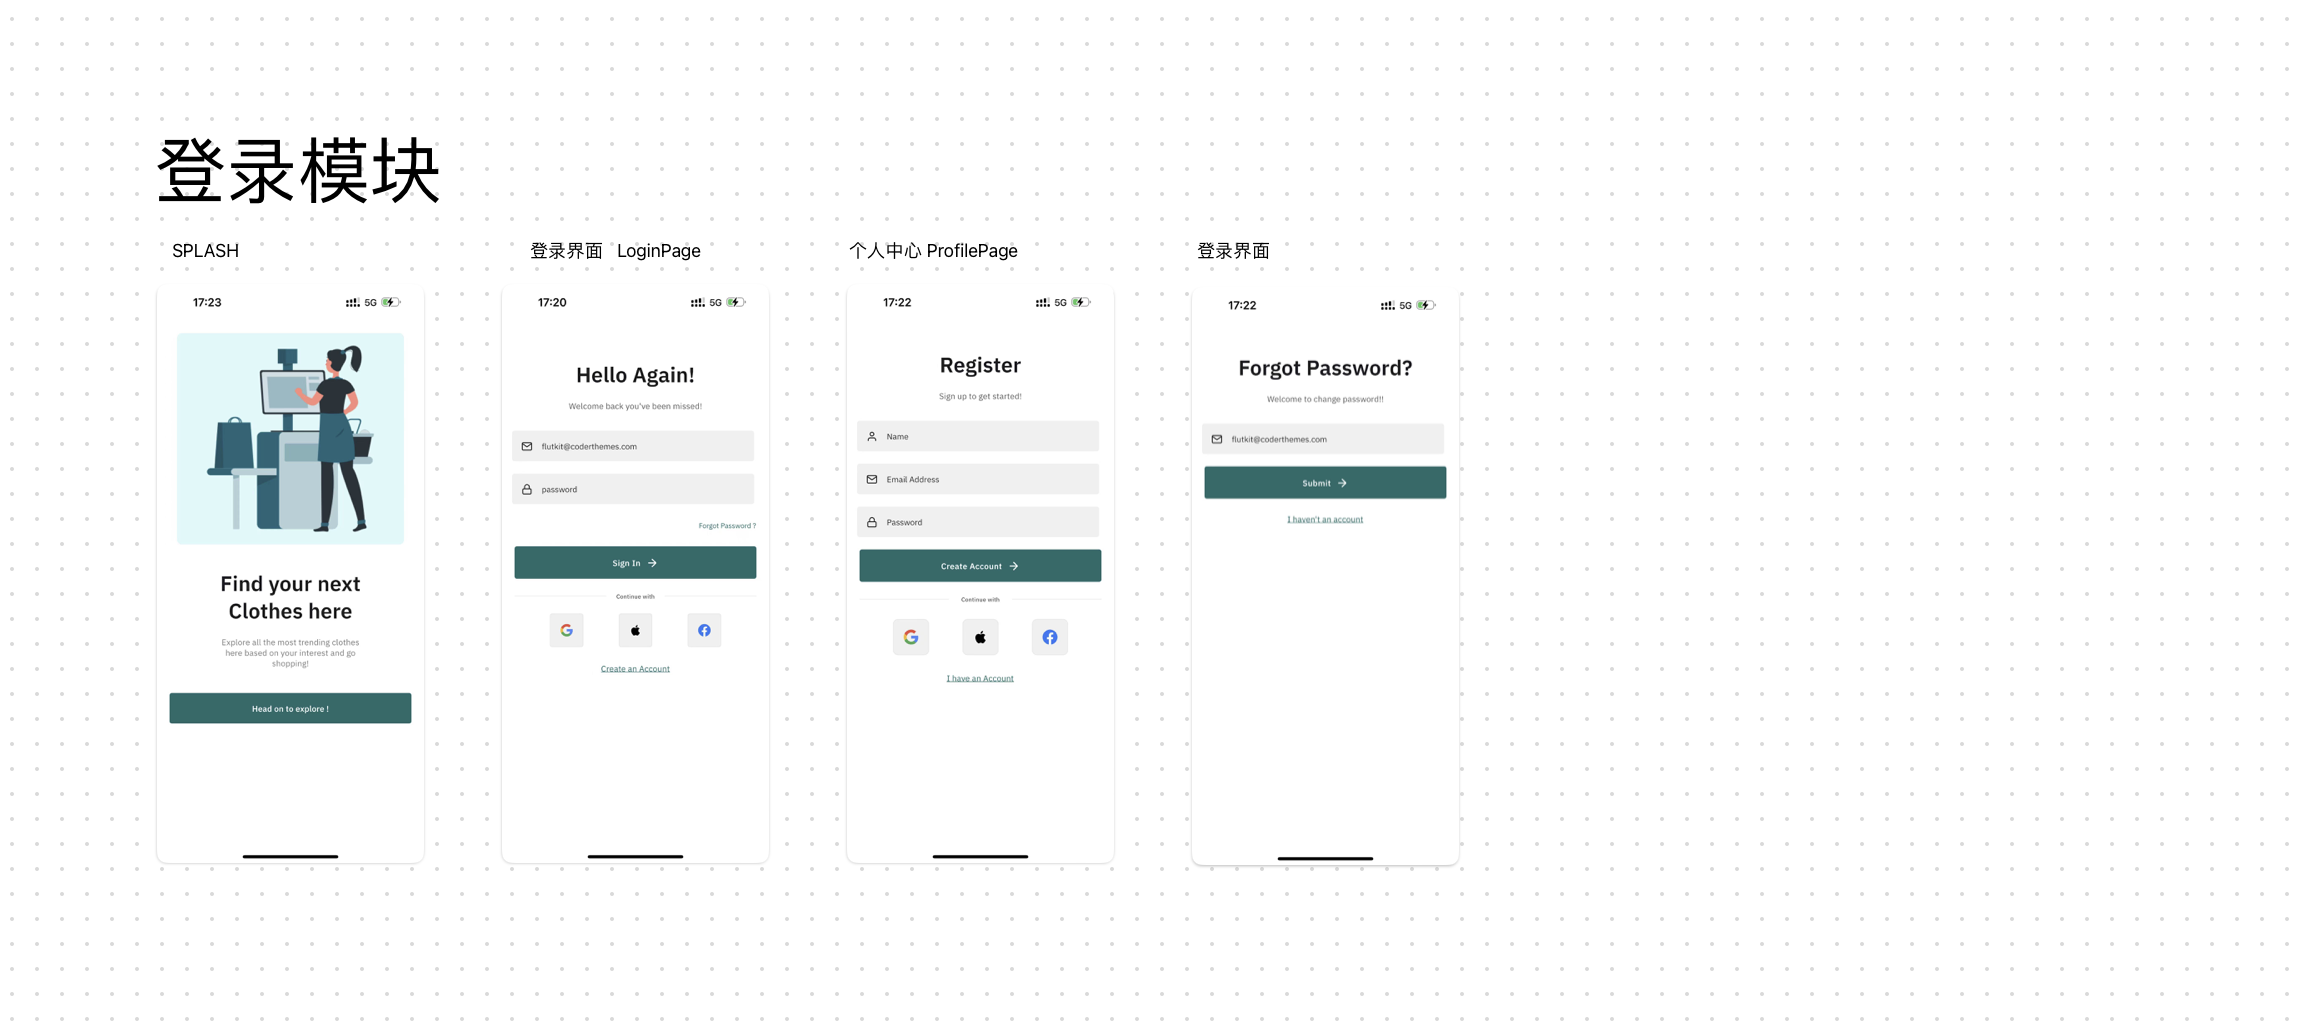 登录模块
SPLASH
17:23
5G
Find your next
Clothes here
Explore all the most trending clothes
here based on your interest and go
shopping!
Head on to explore !
登录界面 LoginPage
17:20
5G
Hello Again!
Welcome back you've been missed!
flutkit@coderthemes.com
password
Forgot Password ?
Sign In →
Continue with
Create an Account
个人中心 ProfilePage
17:22
5G
Register
Sign up to get started!
Name
Email Address
Password
Create Account →
Continue with
I have an Account
登录界面
17:22
5G
Forgot Password?
Welcome to change password!!
flutkit@coderthemes.com
Submit →
I haven't an account